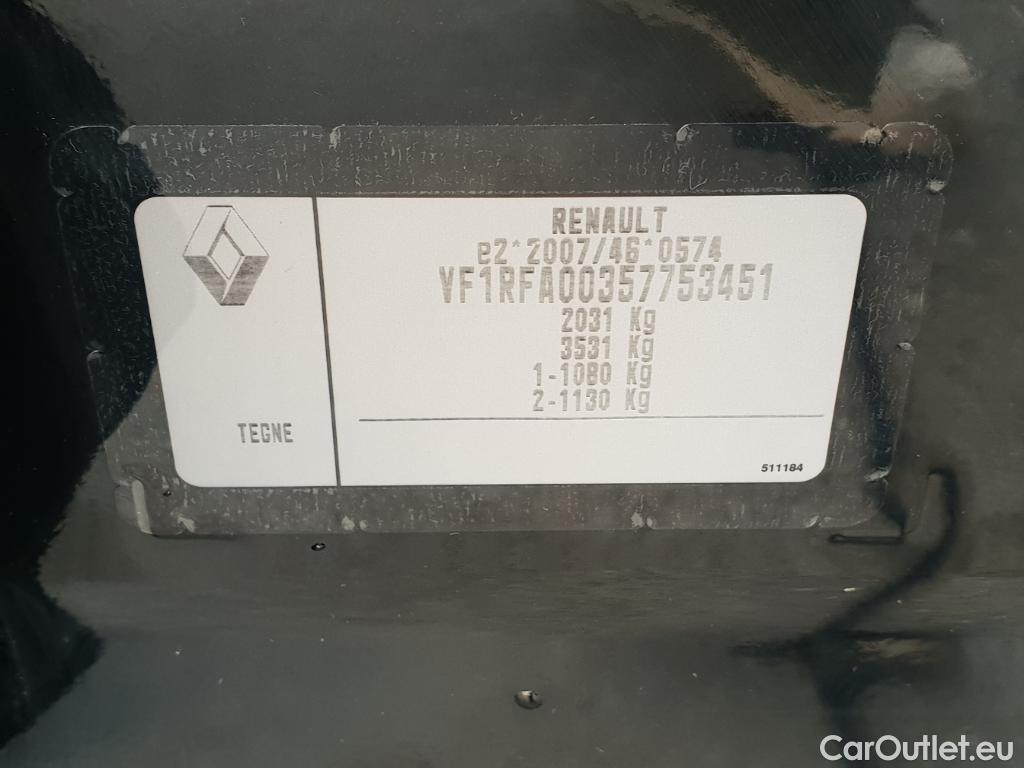 RENAULT
e2*2007/46*0574
VF1RFA00357753451
2031 Kg
3531 Kg
1-1080 Kg
2-1130 Kg
TEGNE
511184
CarOutlet.eu